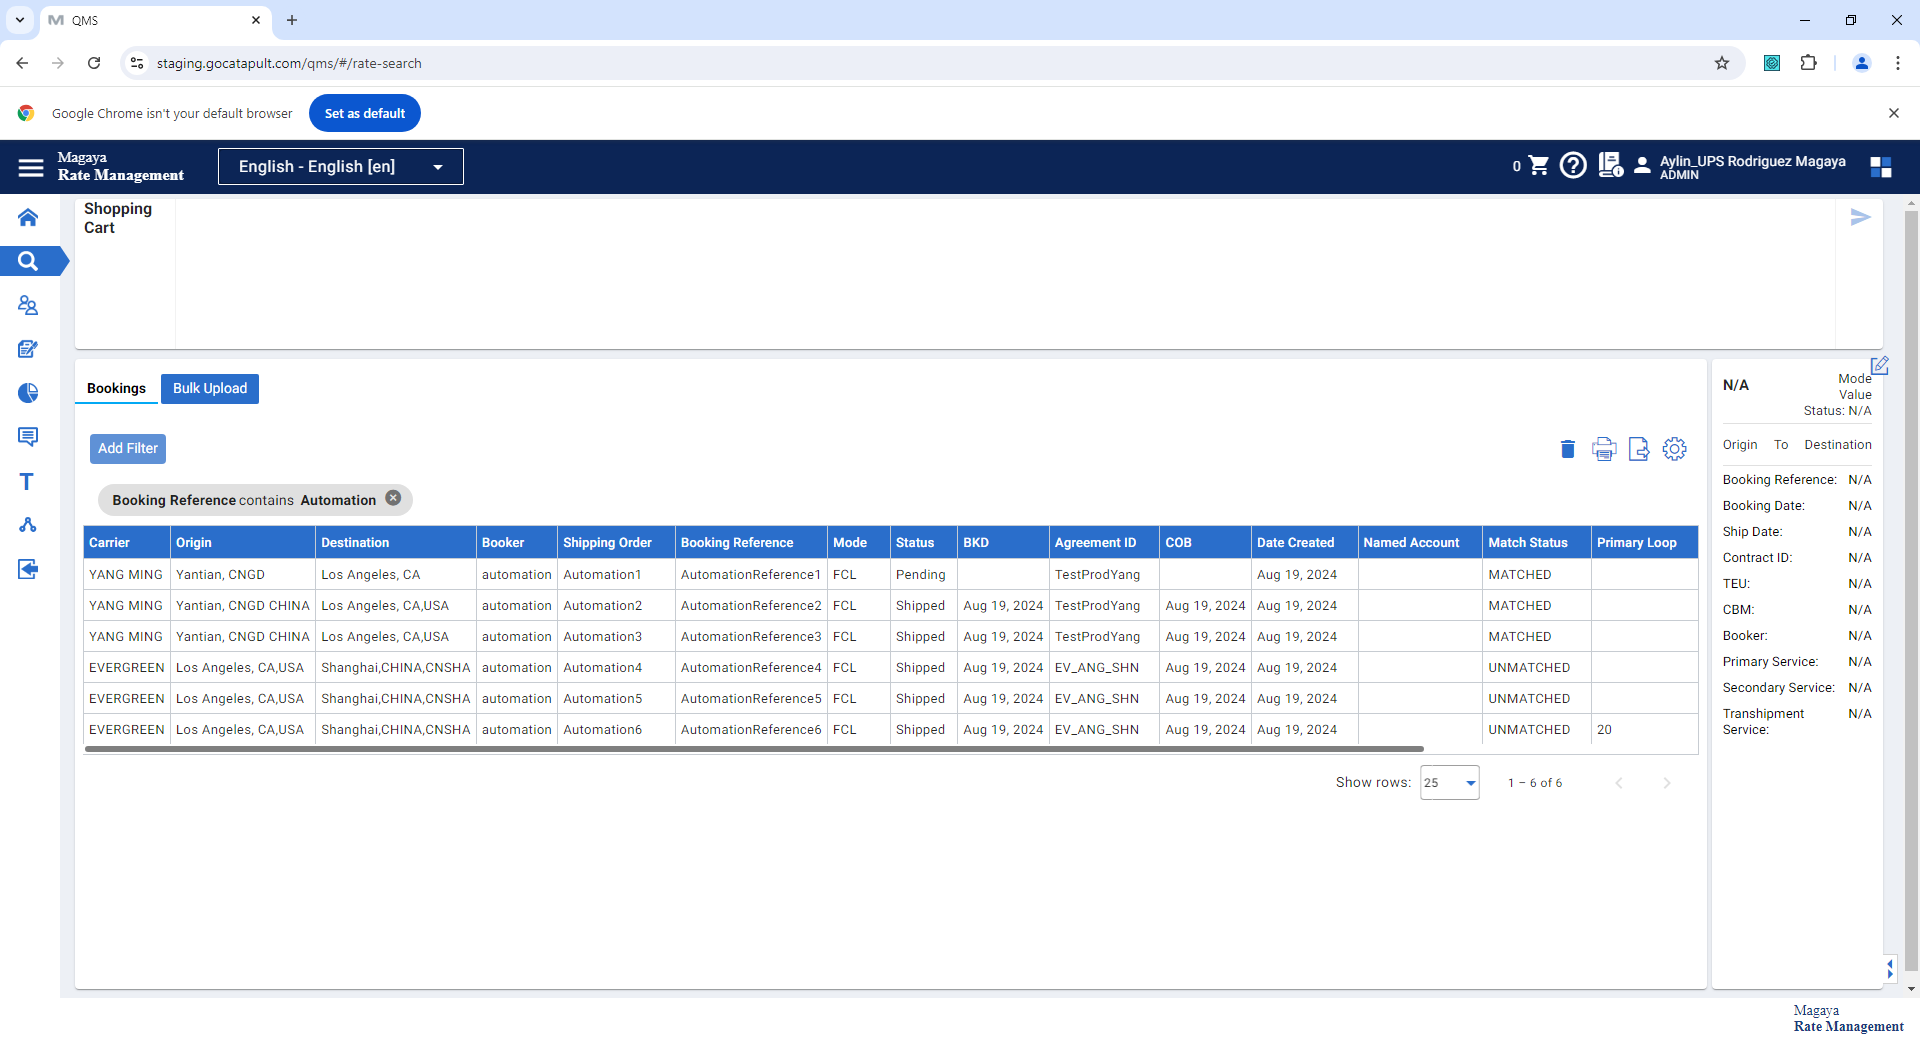 QMS
staging.gocatapult.com/qms/#/rate-search
Google Chrome isn't your default browser
Set as default
Magaya
Rate Management
English - English [en]
0
Aylin_UPS Rodriguez Magaya
ADMIN
Shopping
Cart
Bookings
Bulk Upload
Add Filter
Booking Reference contains Automation
Carrier Origin Destination Booker Shipping Order Booking Reference Mode Status BKD Agreement ID COB Date Created Named Account Match Status Primary Loop
YANG MING Yantian, CNGD Los Angeles, CA automation Automation1 AutomationReference1 FCL Pending TestProdYang Aug 19, 2024 MATCHED
YANG MING Yantian, CNGD CHINA Los Angeles, CA,USA automation Automation2 AutomationReference2 FCL Shipped Aug 19, 2024 TestProdYang Aug 19, 2024 Aug 19, 2024 MATCHED
YANG MING Yantian, CNGD CHINA Los Angeles, CA,USA automation Automation3 AutomationReference3 FCL Shipped Aug 19, 2024 TestProdYang Aug 19, 2024 Aug 19, 2024 MATCHED
EVERGREEN Los Angeles, CA,USA Shanghai,CHINA,CNSHA automation Automation4 AutomationReference4 FCL Shipped Aug 19, 2024 EV_ANG_SHN Aug 19, 2024 Aug 19, 2024 UNMATCHED
EVERGREEN Los Angeles, CA,USA Shanghai,CHINA,CNSHA automation Automation5 AutomationReference5 FCL Shipped Aug 19, 2024 EV_ANG_SHN Aug 19, 2024 Aug 19, 2024 UNMATCHED
EVERGREEN Los Angeles, CA,USA Shanghai,CHINA,CNSHA automation Automation6 AutomationReference6 FCL Shipped Aug 19, 2024 EV_ANG_SHN Aug 19, 2024 Aug 19, 2024 UNMATCHED 20
Show rows: 25 1 – 6 of 6
N/A
Mode
Value
Status: N/A
Origin To Destination
Booking Reference: N/A
Booking Date: N/A
Ship Date: N/A
Contract ID: N/A
TEU: N/A
CBM: N/A
Booker: N/A
Primary Service: N/A
Secondary Service: N/A
Transhipment N/A
Service:
Magaya
Rate Management